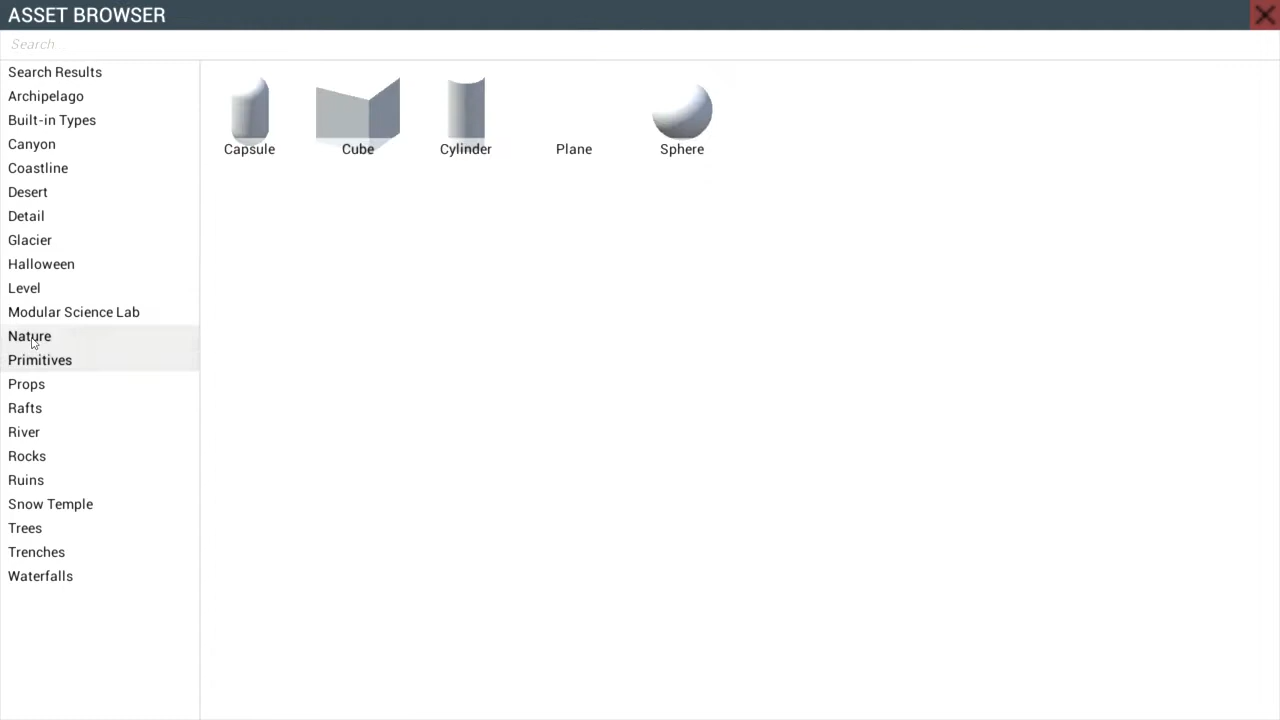 ASSET BROWSER
Search...
Search Results
Archipelago
Built-in Types
Canyon
Coastline
Desert
Detail
Glacier
Halloween
Level
Modular Science Lab
Nature
Primitives
Props
Rafts
River
Rocks
Ruins
Snow Temple
Trees
Trenches
Waterfalls
Capsule Cube Cylinder Plane Sphere